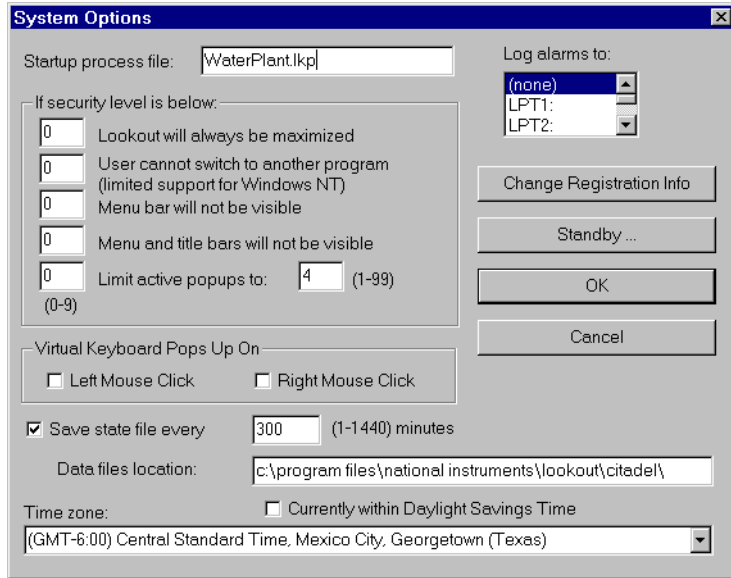 System Options
Startup process file: WaterPlant.lkp
Log alarms to:
(none)
LPT1:
LPT2:
If security level is below:
0 Lookout will always be maximized
0 User cannot switch to another program
(limited support for Windows NT)
0 Menu bar will not be visible
0 Menu and title bars will not be visible
0 Limit active popups to: 4 (1-99)
(0-9)
Change Registration Info
Standby ...
OK
Cancel
Virtual Keyboard Pops Up On
Left Mouse Click Right Mouse Click
Save state file every 300 (1-1440) minutes
Data files location: c:\program files\national instruments\lookout\citadel\
Time zone: Currently within Daylight Savings Time
(GMT-6:00) Central Standard Time, Mexico City, Georgetown (Texas)